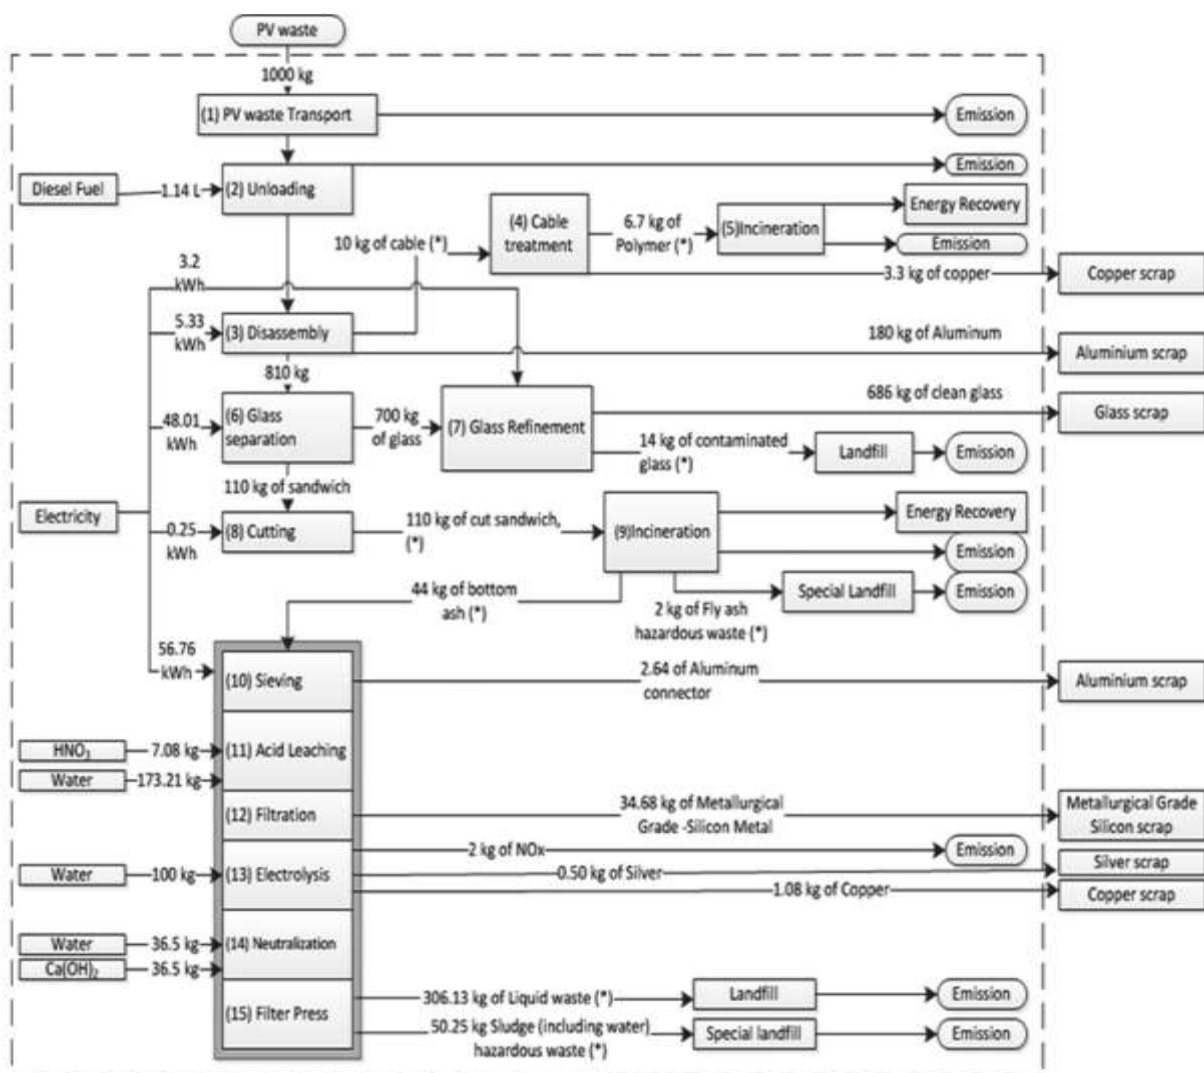 PV waste
1000 kg
(1) PV waste Transport
Emission
Diesel Fuel
1.14 L
(2) Unloading
Emission
(4) Cable
treatment
6.7 kg of
Polymer (*)
(5)Incineration
Energy Recovery
Emission
10 kg of cable (*)
3.3 kg of copper
Copper scrap
3.2
kWh
5.33
kWh
(3) Disassembly
180 kg of Aluminum
Aluminium scrap
810 kg
48.01
kWh
(6) Glass
separation
700 kg
of glass
(7) Glass Refinement
686 kg of clean glass
Glass scrap
14 kg of contaminated
glass (*)
Landfill
Emission
110 kg of sandwich
Electricity
0.25
kWh
(8) Cutting
110 kg of cut sandwich,
(*)
(9)Incineration
Energy Recovery
Emission
44 kg of bottom
ash (*)
2 kg of Fly ash
hazardous waste (*)
Special Landfill
Emission
56.76
kWh
(10) Sieving
2.64 of Aluminum
connector
Aluminium scrap
HNO3
7.08 kg
(11) Acid Leaching
Water
173.21 kg
(12) Filtration
34.68 kg of Metallurgical
Grade -Silicon Metal
Metallurgical Grade
Silicon scrap
2 kg of NOx
Emission
Water
100 kg
(13) Electrolysis
0.50 kg of Silver
Silver scrap
1.08 kg of Copper
Copper scrap
Water
36.5 kg
(14) Neutralization
Ca(OH)2
36.5 kg
(15) Filter Press
306.13 kg of Liquid waste (*)
Landfill
Emission
50.25 kg Sludge (including water)
hazardous waste (*)
Special landfill
Emission